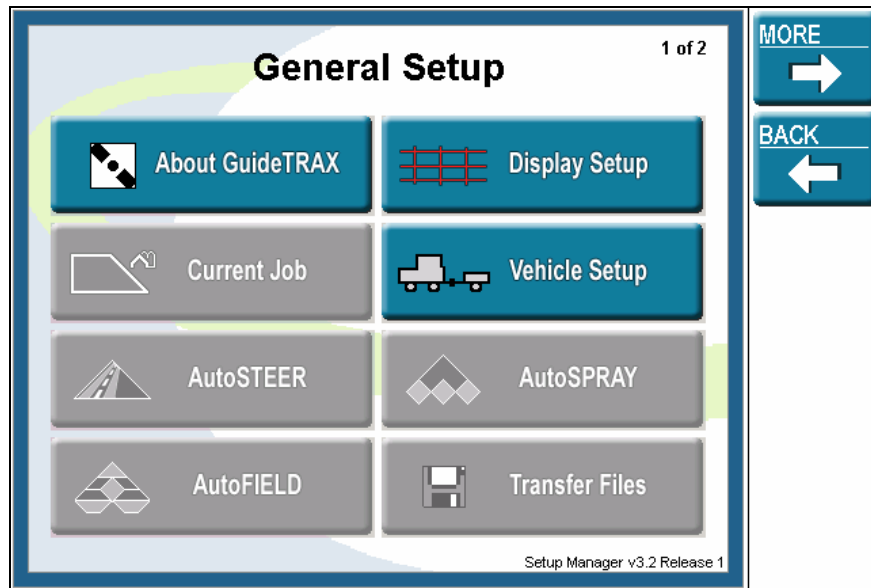 General Setup
1 of 2
About GuideTRAX
Display Setup
Current Job
Vehicle Setup
AutoSTEER
AutoSPRAY
AutoFIELD
Transfer Files
Setup Manager v3.2 Release 1
MORE
BACK